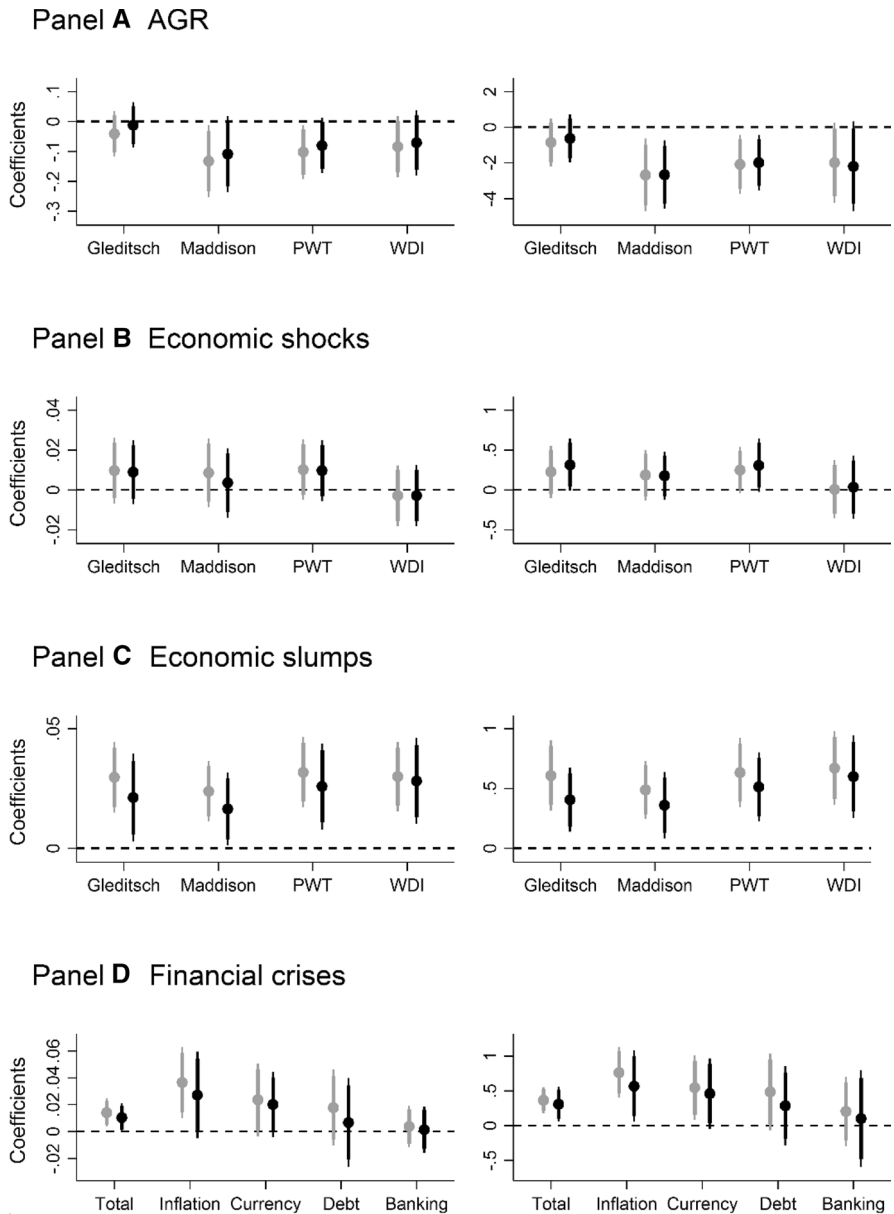 Panel A AGR
Coefficients
.1
0
-.1
-.2
-.3
Gleditsch Maddison PWT WDI
2
0
-2
-4
Gleditsch Maddison PWT WDI
Panel B Economic shocks
Coefficients
.04
.02
0
-.02
Gleditsch Maddison PWT WDI
1
.5
0
-.5
Gleditsch Maddison PWT WDI
Panel C Economic slumps
Coefficients
.05
0
Gleditsch Maddison PWT WDI
1
.5
0
Gleditsch Maddison PWT WDI
Panel D Financial crises
Coefficients
.06
.04
.02
0
-.02
Total Inflation Currency Debt Banking
1
.5
0
-.5
Total Inflation Currency Debt Banking